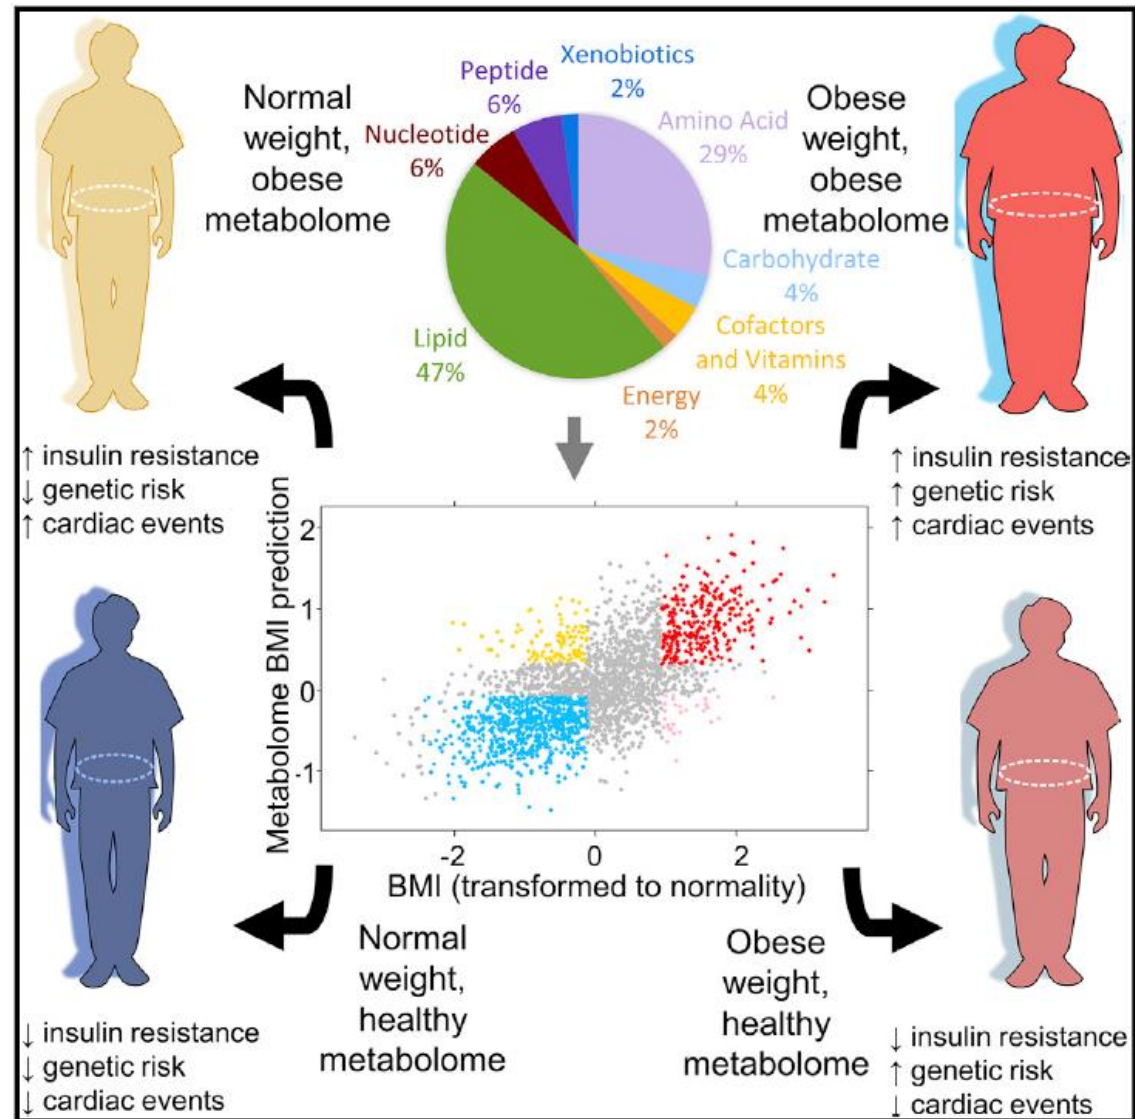 Normal
weight,
obese
metabolome
Xenobiotics
2%
Peptide
6%
Nucleotide
6%
Amino Acid
29%
Carbohydrate
4%
Cofactors
and Vitamins
4%
Energy
2%
Lipid
47%
Obese
weight,
obese
metabolome
↑ insulin resistance
↓ genetic risk
↑ cardiac events
↑ insulin resistance
↑ genetic risk
↑ cardiac events
Metabolome BMI prediction
2
1
0
-1
-2
0
2
BMI (transformed to normality)
Normal
weight,
healthy
metabolome
Obese
weight,
healthy
metabolome
↓ insulin resistance
↓ genetic risk
↓ cardiac events
↓ insulin resistance
↑ genetic risk
↓ cardiac events